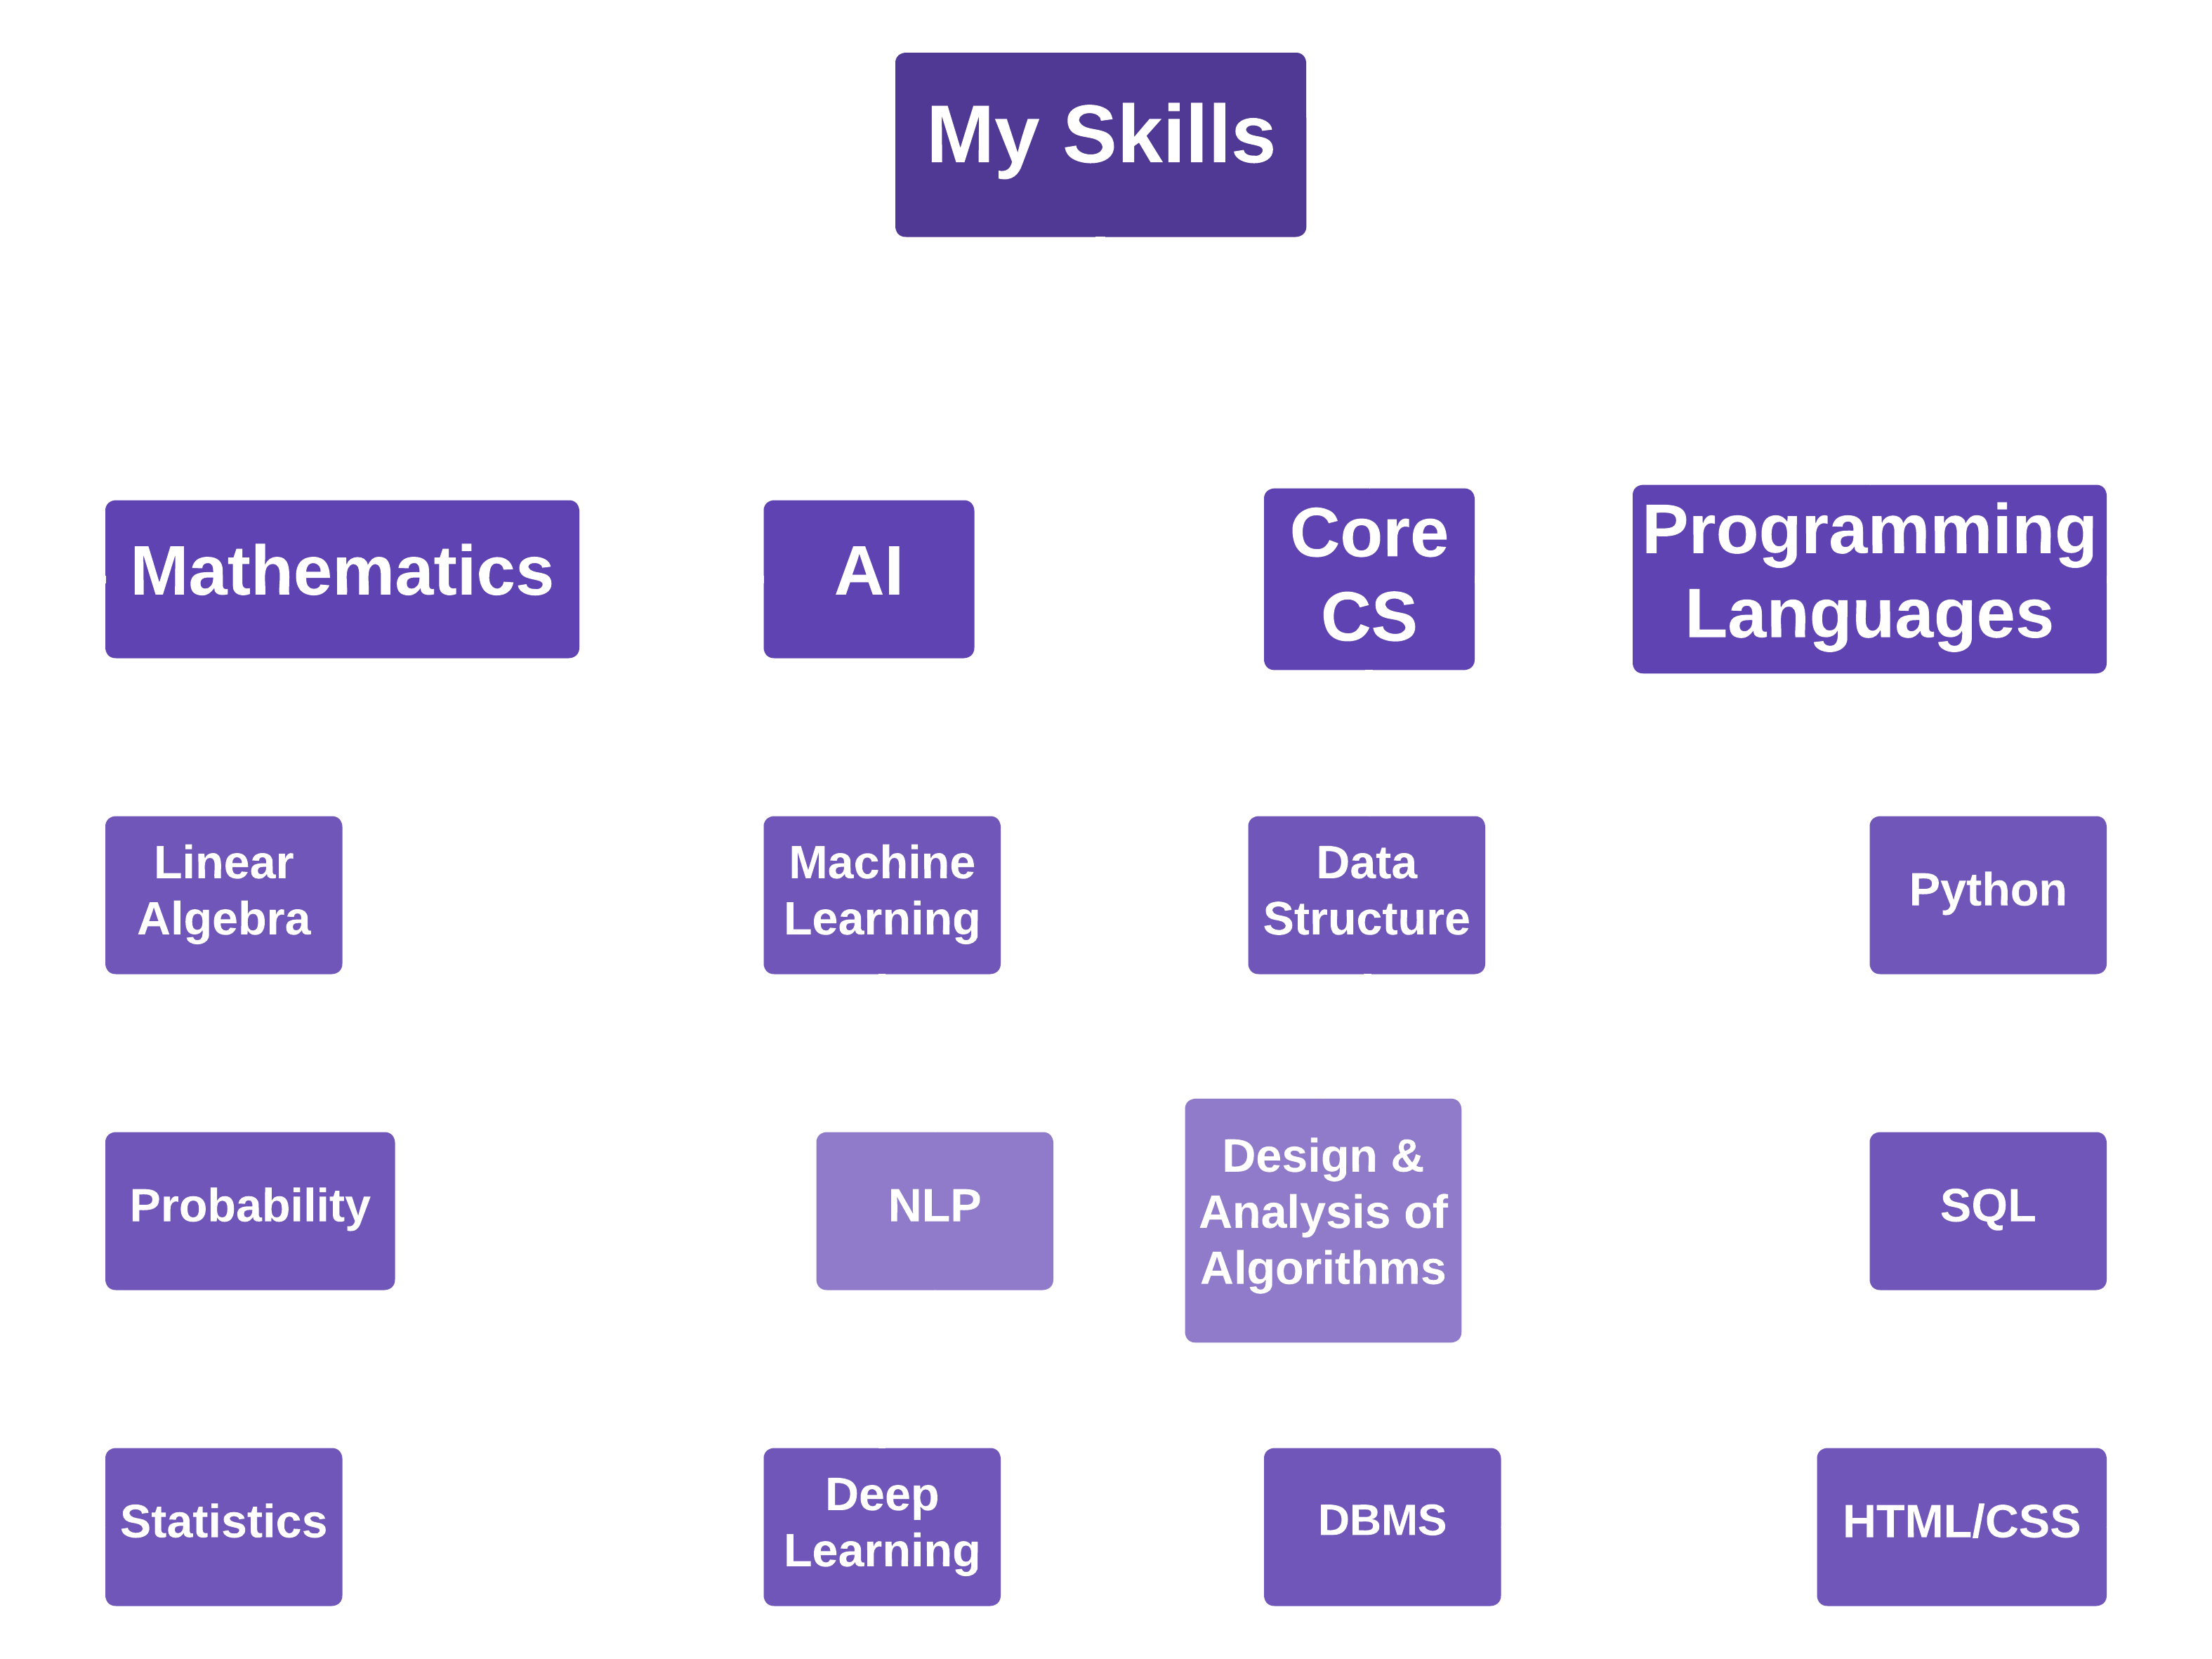 My Skills
Mathematics
AI
Core
CS
Programming
Languages
Linear
Algebra
Machine
Learning
Data
Structure
Python
Probability
NLP
Design &
Analysis of
Algorithms
SQL
Statistics
Deep
Learning
DBMS
HTML/CSS